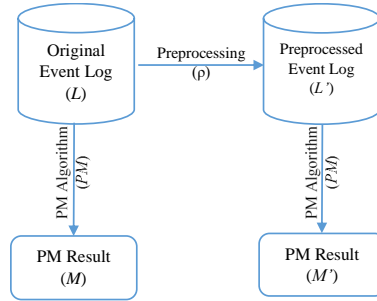 Original
Event Log
(L)
Preprocessing
(ρ)
Preprocessed
Event Log
(L’)
PM Algorithm
(PM)
PM Algorithm
(PM)
PM Result
(M)
PM Result
(M’)